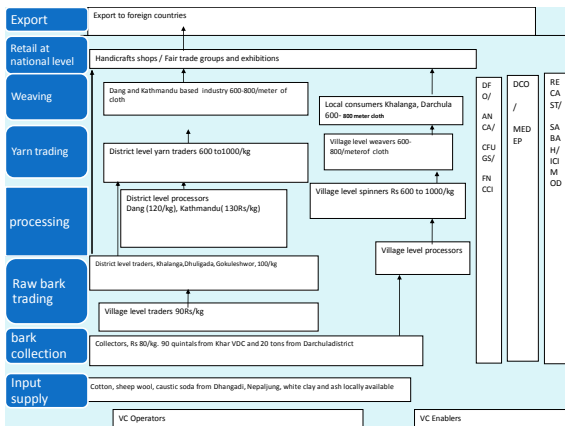 Export
Export to foreign countries
Retail at
national level
Handicrafts shops / Fair trade groups and exhibitions
Weaving
Dang and Kathmandu based industry 600-800/meter of
cloth
Local consumers Khalanga, Darchula
600- 800 meter cloth
Yarn trading
District level yarn traders 600 to1000/kg
Village level weavers 600-
800/meterof cloth
processing
District level processors
Dang (120/kg), Kathmandu( 130Rs/kg)
Village level spinners Rs 600 to 1000/kg
Village level processors
Raw bark
trading
District level traders, Khalanga,Dhuligada, Gokuleshwor, 100/kg
Village level traders 90Rs/kg
bark
collection
Collectors, Rs 80/kg. 90 quintals from Khar VDC and 20 tons from Darchuladistrict
Input
supply
Cotton, sheep wool, caustic soda from Dhangadi, Nepaljung, white clay and ash locally available
DF
O/
AN
CA/
CFU
GS/
FN
CCI
DCO
/
MED
EP
RE
CA
ST/
SA
BA
H/
ICI
M
OD
VC Operators
VC Enablers